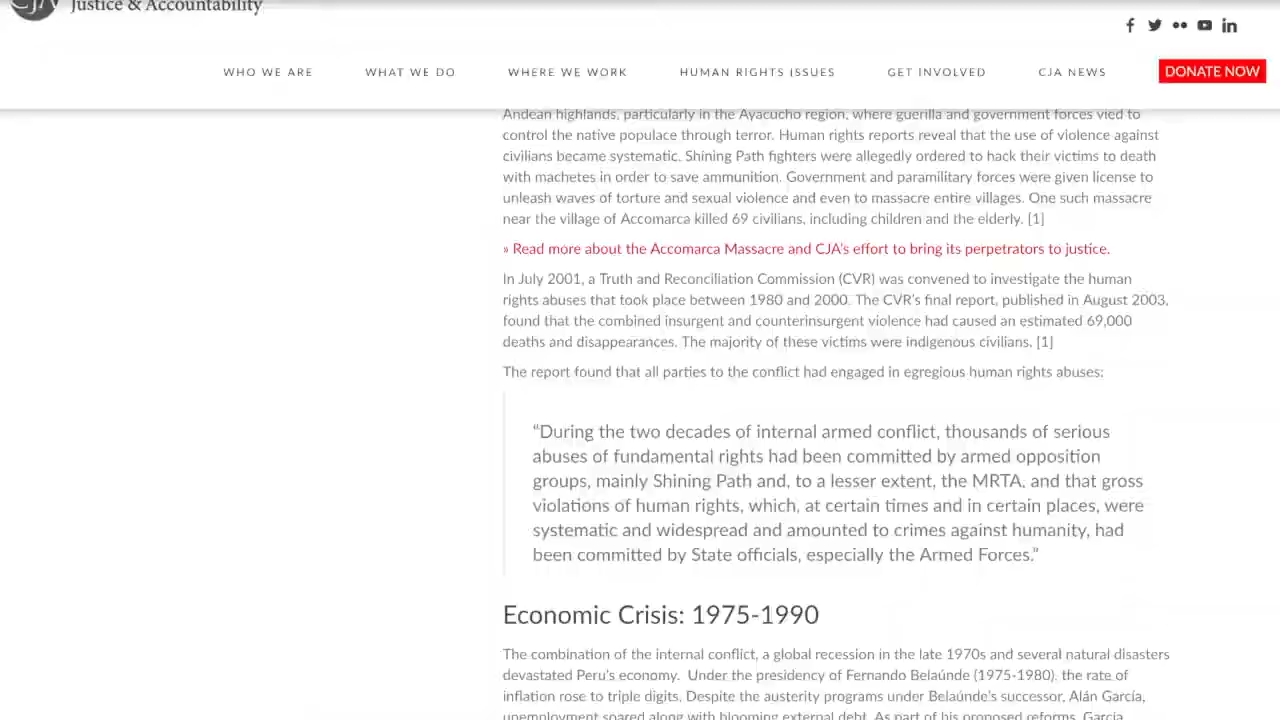 Justice & Accountability
WHO WE ARE
WHAT WE DO
WHERE WE WORK
HUMAN RIGHTS ISSUES
GET INVOLVED
CJA NEWS
DONATE NOW
Andean highlands, particularly in the Ayacucho region, where guerilla and government forces vied to
control the native populace through terror. Human rights reports reveal that the use of violence against
civilians became systematic. Shining Path fighters were allegedly ordered to hack their victims to death
with machetes in order to save ammunition. Government and paramilitary forces were given license to
unleash waves of torture and sexual violence and even to massacre entire villages. One such massacre
near the village of Accomarca killed 69 civilians, including children and the elderly. [1]
» Read more about the Accomarca Massacre and CJA's effort to bring its perpetrators to justice.
In July 2001, a Truth and Reconciliation Commission (CVR) was convened to investigate the human
rights abuses that took place between 1980 and 2000. The CVR's final report, published in August 2003,
found that the combined insurgent and counterinsurgent violence had caused an estimated 69,000
deaths and disappearances. The majority of these victims were indigenous civilians. [1]
The report found that all parties to the conflict had engaged in egregious human rights abuses:
“During the two decades of internal armed conflict, thousands of serious
abuses of fundamental rights had been committed by armed opposition
groups, mainly Shining Path and, to a lesser extent, the MRTA, and that gross
violations of human rights, which, at certain times and in certain places, were
systematic and widespread and amounted to crimes against humanity, had
been committed by State officials, especially the Armed Forces.”
Economic Crisis: 1975-1990
The combination of the internal conflict, a global recession in the late 1970s and several natural disasters
devastated Peru's economy. Under the presidency of Fernando Belaúnde (1975-1980), the rate of
inflation rose to triple digits. Despite the austerity programs under Belaúnde's successor, Alán García,
unemployment soared along with blooming external debt. As part of his proposed reforms, García